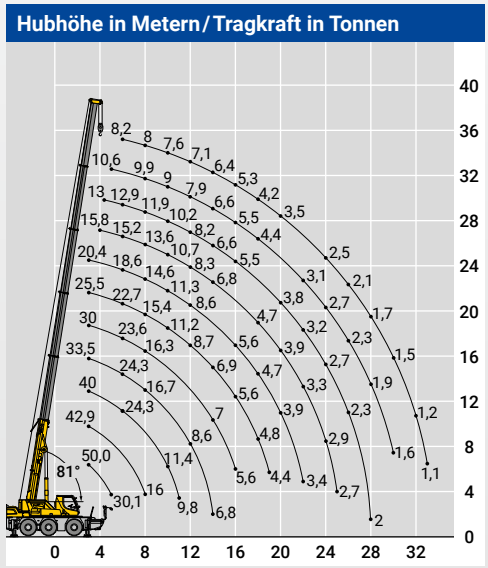 Hubhöhe in Metern/Tragkraft in Tonnen
40
36
32
28
24
20
16
12
8
4
0
8,2 8 7,6 7,1 6,4 5,3 4,2 3,5 2,5 2,1 1,7 1,5 1,2 1,1
10,6 9,9 9 7,9 6,6 5,5 4,4 3,1 2,7 2,3 1,9 1,6
13 12,9 11,9 10,2 8,2 6,6 5,5 3,8 3,2 2,7 2,3 2
15,8 15,2 13,6 10,7 8,3 6,8 4,7 3,9 3,3 2,9 2,7
20,4 18,6 14,6 11,3 8,6 5,6 4,7 3,9 3,4
25,5 22,7 15,4 11,2 8,7 6,9 5,6 4,8 4,4
30 23,6 16,3 7 5,6
33,5 24,3 16,7 8,6 6,8
40 24,3 11,4 9,8
42,9 16
50,0 30,1
81°
0 4 8 12 16 20 24 28 32